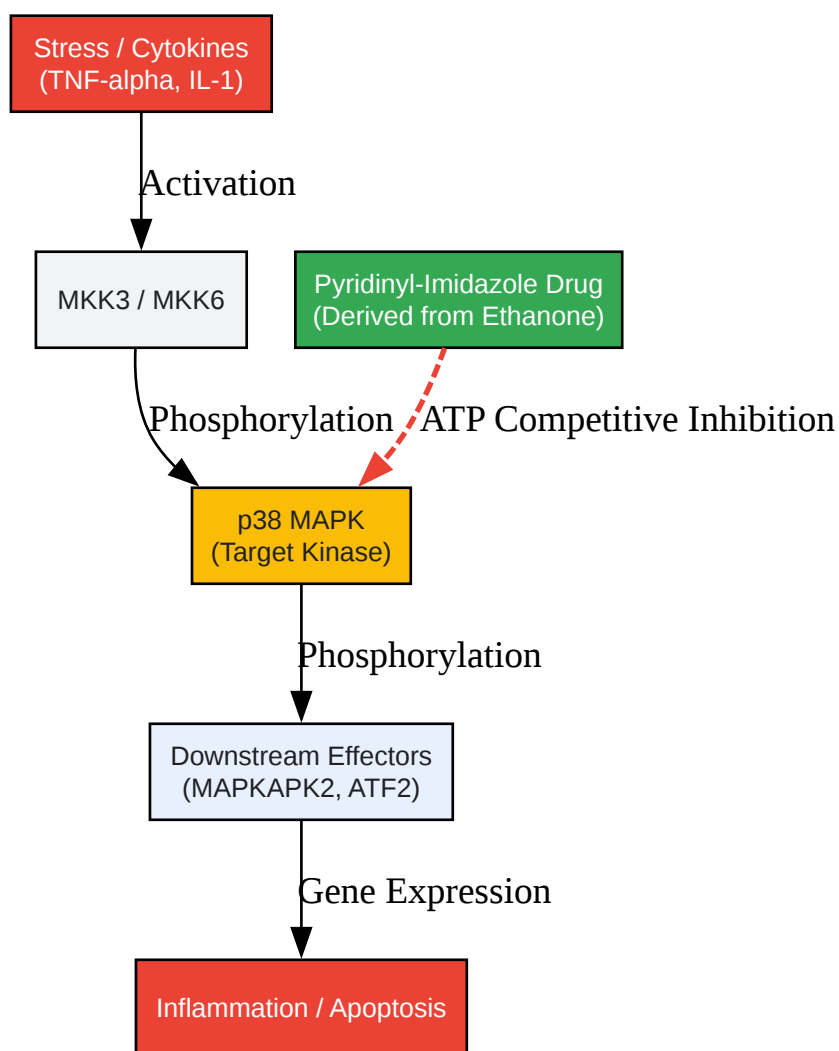 Stress / Cytokines
(TNF-alpha, IL-1)
Activation
MKK3 / MKK6
Pyridinyl-Imidazole Drug
(Derived from Ethanone)
Phosphorylation
ATP Competitive Inhibition
p38 MAPK
(Target Kinase)
Phosphorylation
Downstream Effectors
(MAPKAPK2, ATF2)
Gene Expression
Inflammation / Apoptosis